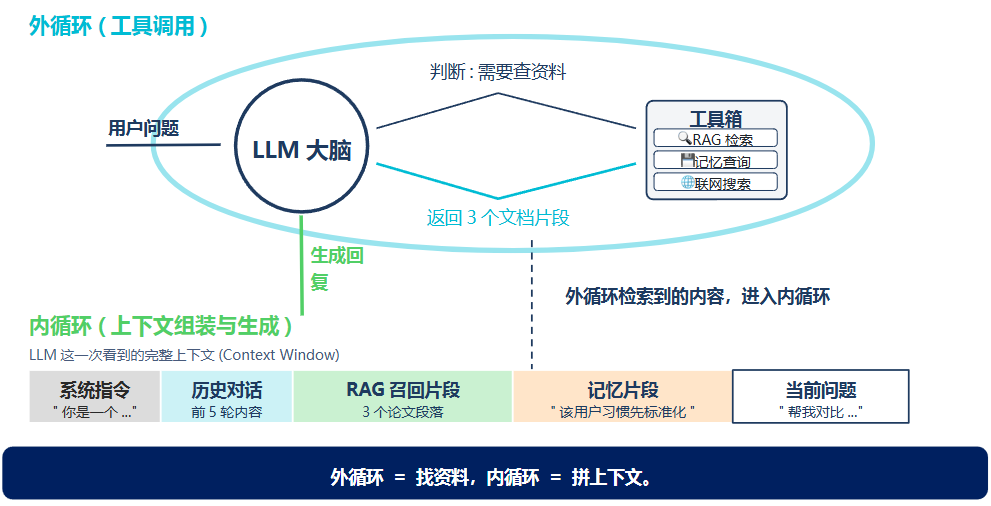 外循环 ( 工具调用 )
判断 : 需要查资料
用户问题
LLM 大脑
工具箱
RAG 检索
记忆查询
联网搜索
返回 3 个文档片段
生成回
复
外循环检索到的内容，进入内循环
内循环 ( 上下文组装与生成 )
LLM 这一次看到的完整上下文 (Context Window)
系统指令
" 你是一个 ..."
历史对话
前 5 轮内容
RAG 召回片段
3 个论文段落
记忆片段
" 该用户习惯先标准化 "
当前问题
" 帮我对比 ..."
外循环 = 找资料，内循环 = 拼上下文。